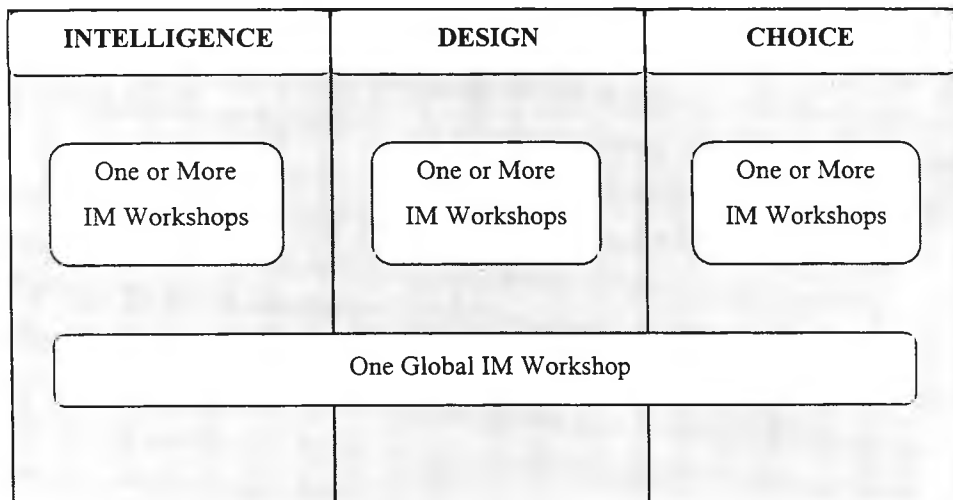 INTELLIGENCE
DESIGN
CHOICE
One or More
IM Workshops
One or More
IM Workshops
One or More
IM Workshops
One Global IM Workshop